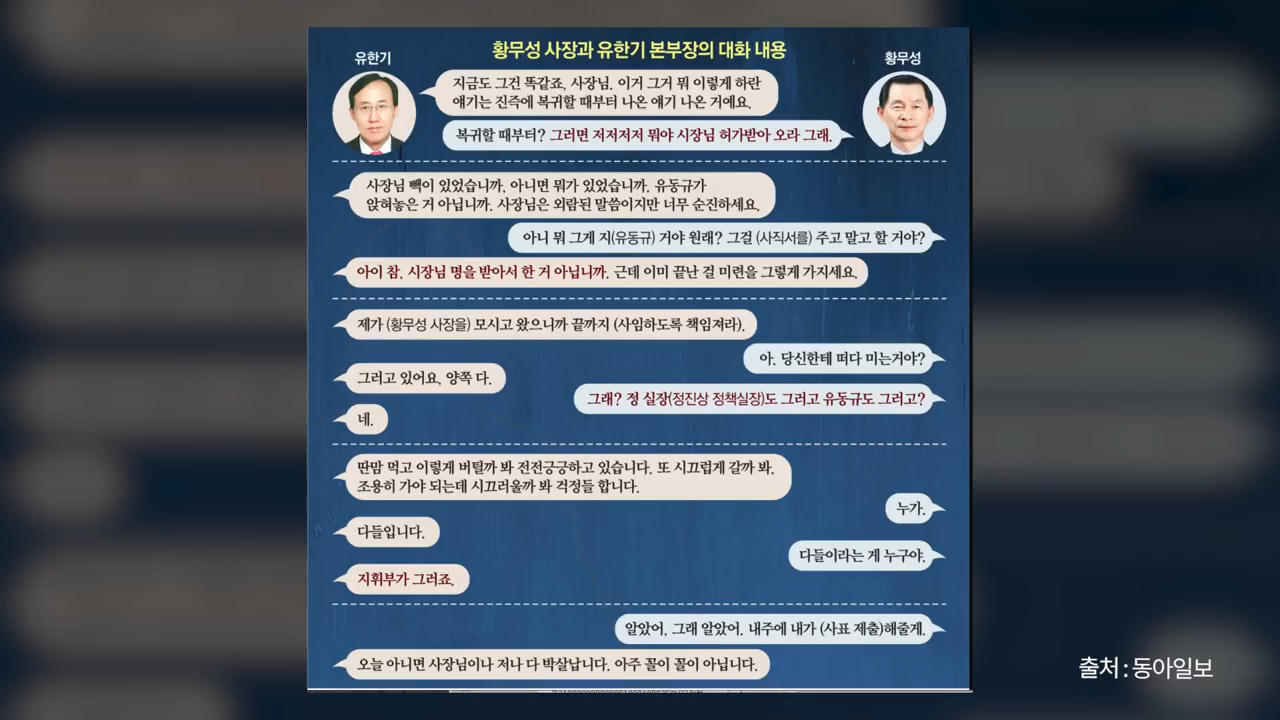 황무성 사장과 유한기 본부장의 대화 내용
유한기
황무성
지금도 그건 똑같죠, 사장님. 이거 그거 뭐 이렇게 하란
얘기는 진즉에 복귀할 때부터 나온 얘기 나온 거예요.
복귀할 때부터? 그러면 저저저저 뭐야 시장님 허가받아 오라 그래.
사장님 빽이 있었습니까, 아니면 뭐가 있었습니까. 유동규가
앉혀놓은 거 아닙니까. 사장님은 외람된 말씀이지만 너무 순진하세요.
아니 뭐 그게 지(유동규) 거야 원래? 그걸 (사직서를) 주고 말고 할 거야?
아이 참, 시장님 명을 받아서 한 거 아닙니까. 근데 이미 끝난 걸 미련을 그렇게 가지세요.
제가 (황무성 사장을) 모시고 왔으니까 끝까지 (사임하도록 책임져라).
아. 당신한테 떠다 미는거야?
그러고 있어요, 양쪽 다.
그래? 정 실장(정진상 정책실장)도 그러고 유동규도 그러고?
네.
딴맘 먹고 이렇게 버틸까 봐 전전긍긍하고 있습니다. 또 시끄럽게 갈까 봐.
조용히 가야 되는데 시끄러울까 봐 걱정들 합니다.
누가.
다들입니다.
다들이라는 게 누구야.
지휘부가 그러죠.
알았어, 그래 알았어. 내주에 내가 (사표 제출)해줄게.
오늘 아니면 사장님이나 저나 다 박살납니다. 아주 꼴이 꼴이 아닙니다.
출처 : 동아일보